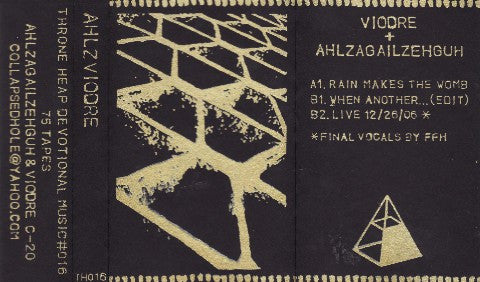 AHLZ?VIODRE
THRONE HEAP DEVOTIONAL MUSIC#016
75 TAPES
AHLZAGAILZEHGUH & VIODRE C-20
COLLAPSEDHOLE@YAHOO.COM
TH016
VIODRE
+
AHLZAGAILZEHGUH
A1. RAIN MAKES THE WOMB
B1. WHEN ANOTHER...(EDIT)
B2. LIVE 12/26/06 *
*FINAL VOCALS BY FFH